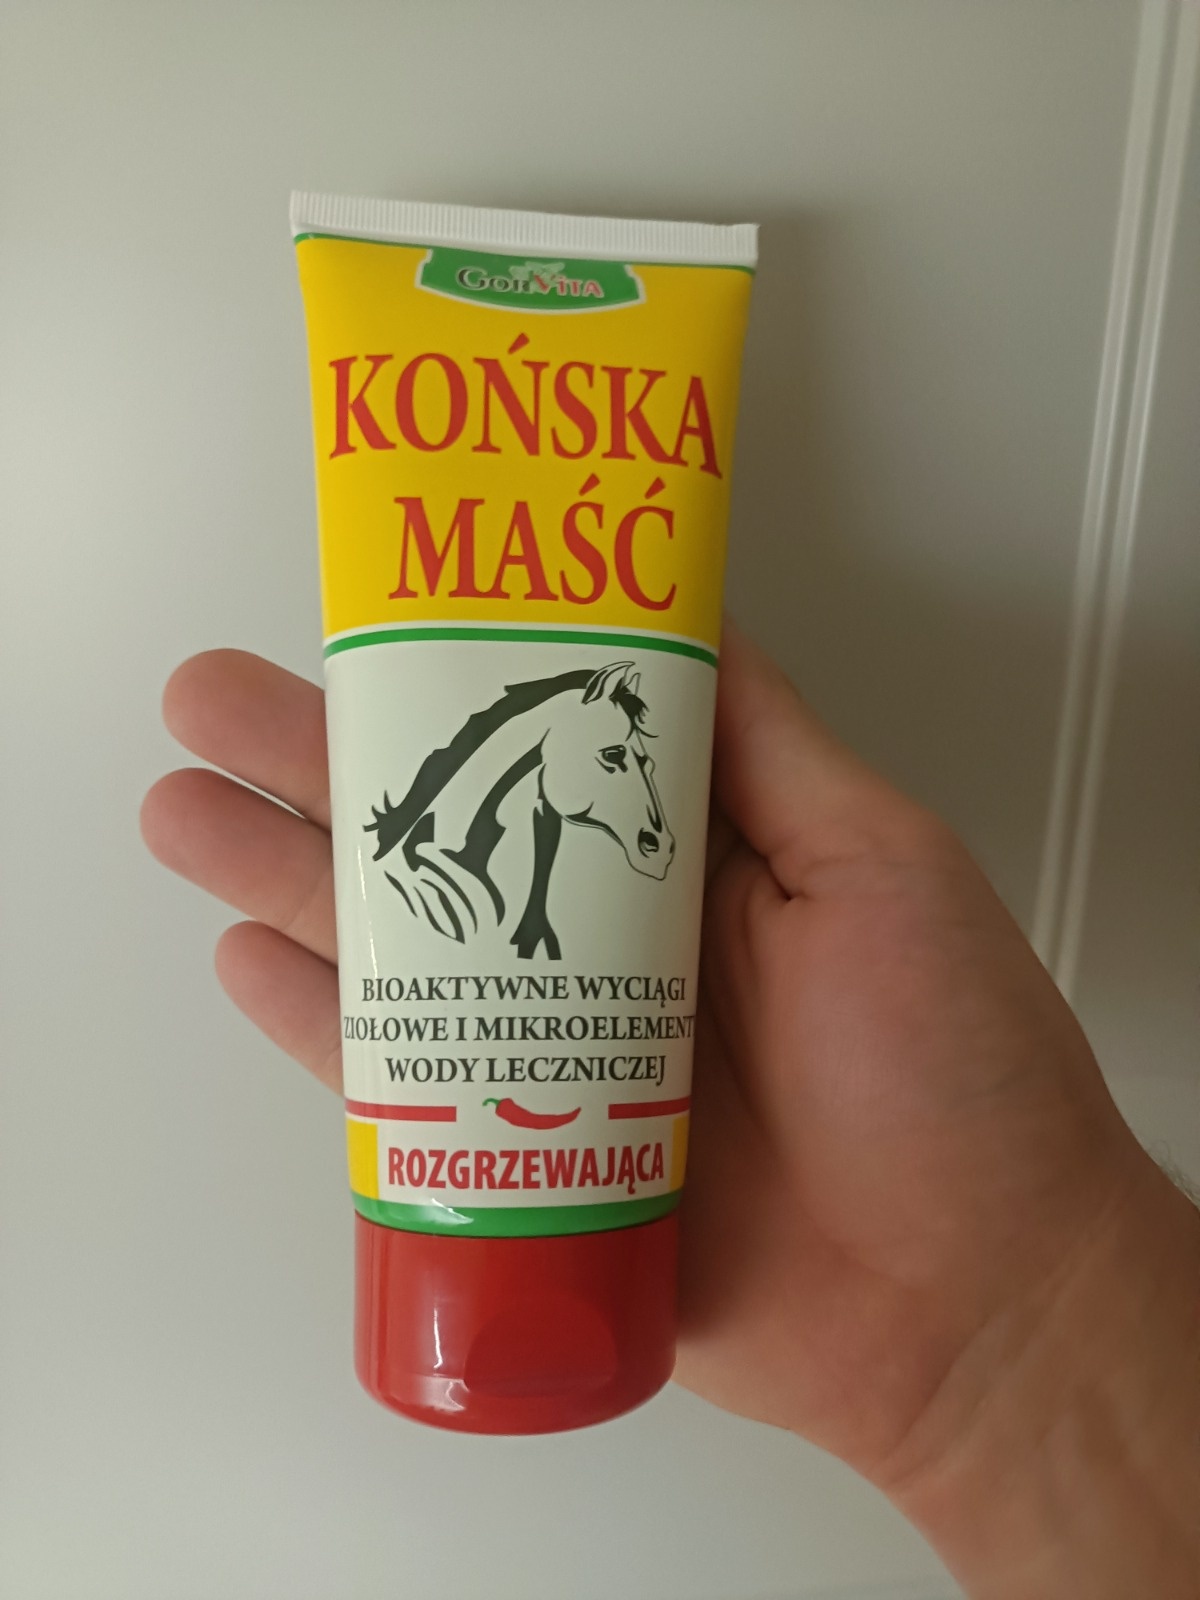 GORVITA
KOŃSKA
MAŚĆ
BIOAKTYWNE WYCIĄGI
ZIOŁOWE I MIKROELEMENT
WODY LECZNICZEJ
ROZGRZEWAJĄCA